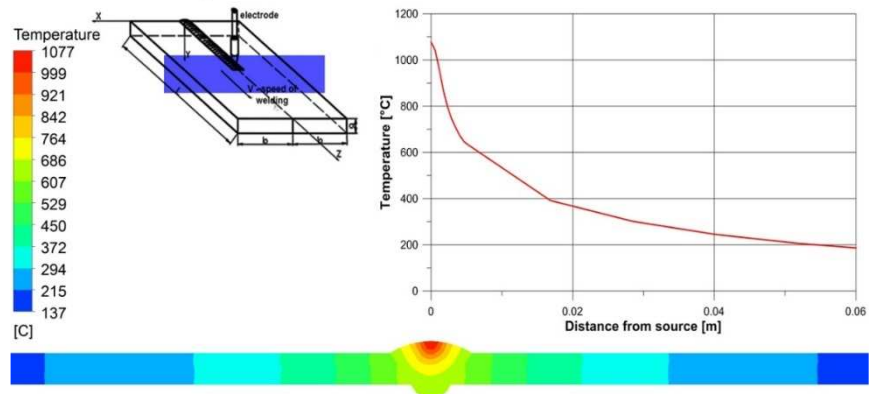 X
electrode
Y
V -speed of
welding
b
b
g
Z
Temperature
1077
999
921
842
764
686
607
529
450
372
294
215
137
[C]
Temperature [°C]
1200
1000
800
600
400
200
0
0
0.02
0.04
0.06
Distance from source [m]